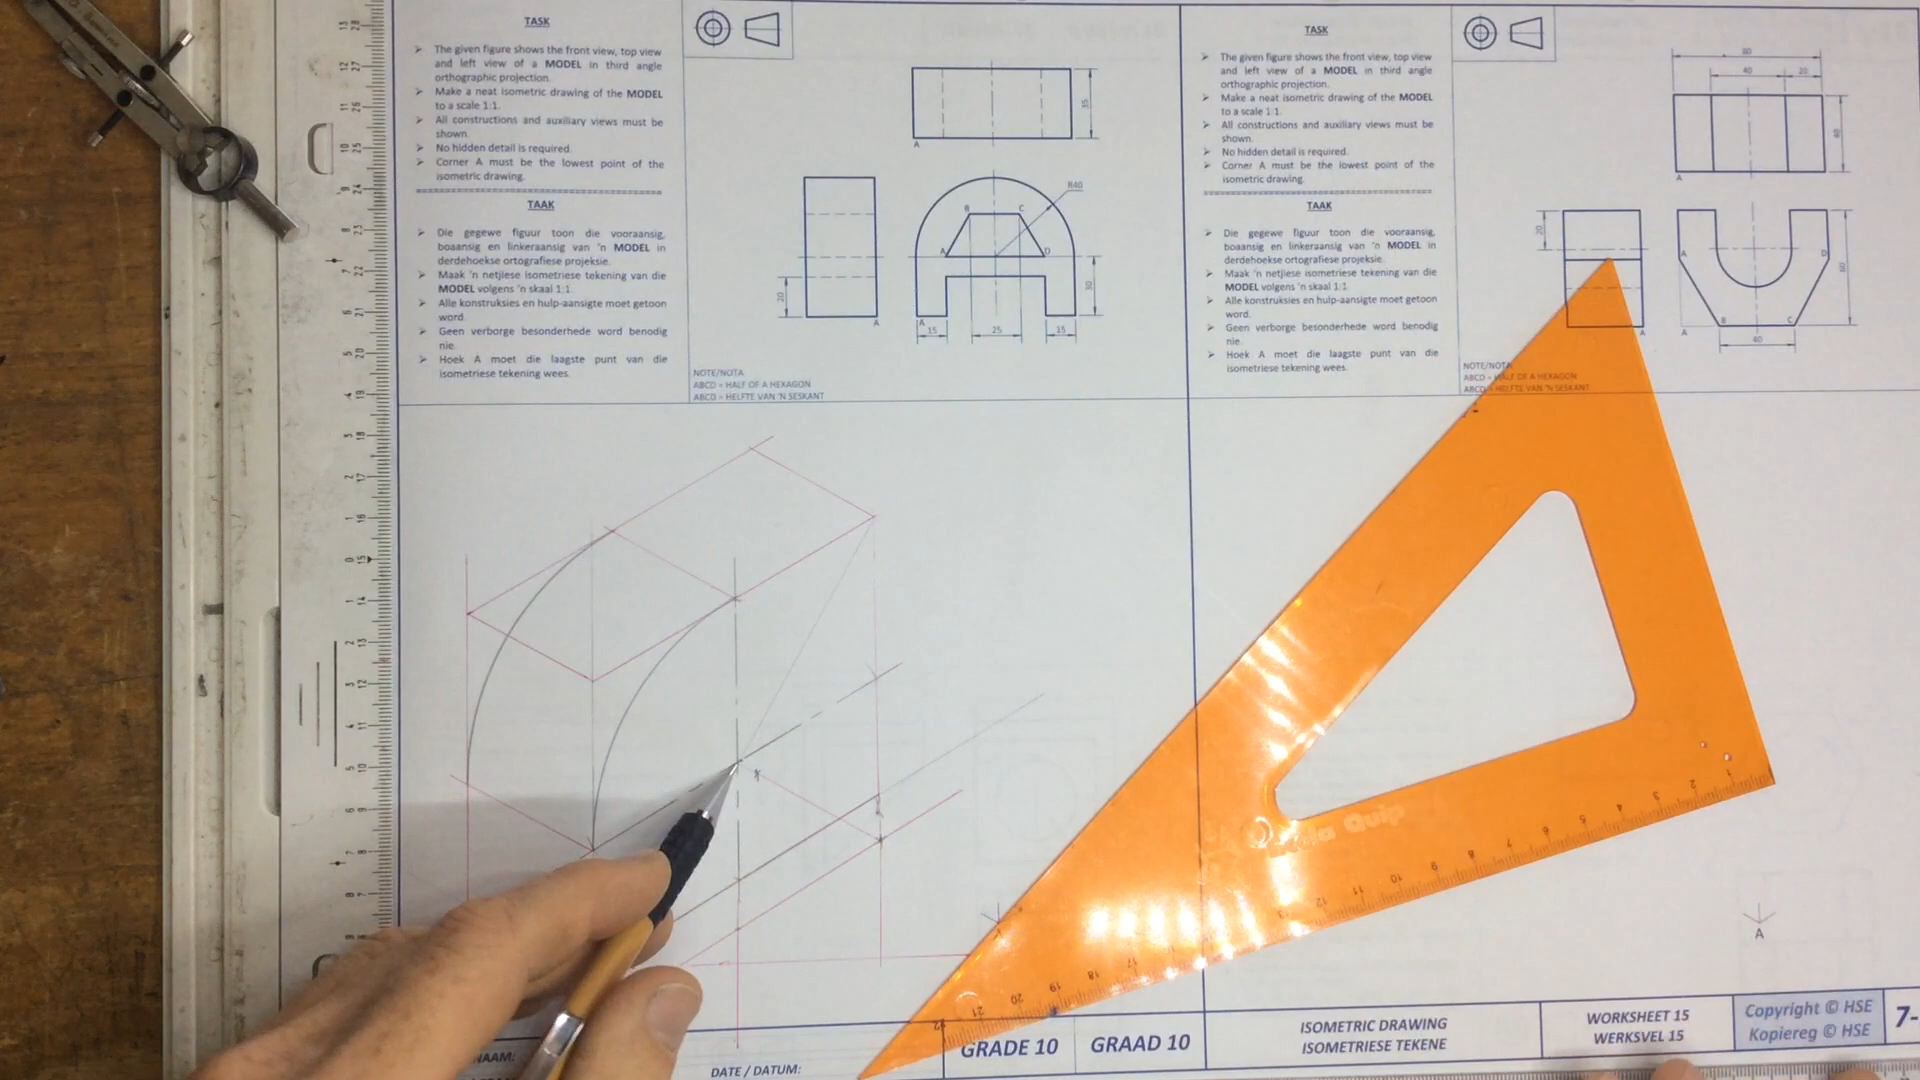 TASK
The given figure shows the front view, top view
and left view of a MODEL in third angle
orthographic projection.
Make a neat isometric drawing of the MODEL
to a scale 1:1.
All constructions and auxiliary views must be
shown.
No hidden detail is required.
Corner A must be the lowest point of the
isometric drawing.
TAAK
Die gegewe figuur toon die vooraansig,
boaansig en linkeraansig van 'n MODEL in
derdehoekse ortografiese projeksie.
Maak 'n netjiese isometriese tekening van die
MODEL volgens 'n skaal 1:1.
Alle konstruksies en hulp-aansigte moet getoon
word.
Geen verborge besonderhede word benodig
nie.
Hoek A moet die laagste punt van die
isometriese tekening wees.
35
A
R40
B
C
A
D
20
30
A
A
15
25
15
NOTE/NOTA
ABCD = HALF OF A HEXAGON
ABCD = HELFTE VAN 'N SESKANT
TASK
The given figure shows the front view, top view
and left view of a MODEL in third angle
orthographic projection.
Make a neat isometric drawing of the MODEL
to a scale 1:1.
All constructions and auxiliary views must be
shown.
No hidden detail is required.
Corner A must be the lowest point of the
isometric drawing.
TAAK
Die gegewe figuur toon die vooraansig,
boaansig en linkeraansig van 'n MODEL in
derdehoekse ortografiese projeksie.
Maak 'n netjiese isometriese tekening van die
MODEL volgens 'n skaal 1:1.
Alle konstruksies en hulp-aansigte moet getoon
word.
Geen verborge besonderhede word benodig
nie.
Hoek A moet die laagste punt van die
isometriese tekening wees.
80
40
20
40
A
20
A
D
60
A
A
B
C
40
NOTE/NOTA
ABCD = HALF OF A HEXAGON
ABCD = HELFTE VAN 'N SESKANT
Quip
A
NAAM:
DATE / DATUM:
GRADE 10
GRAAD 10
ISOMETRIC DRAWING
ISOMETRIESE TEKENE
WORKSHEET 15
WERKSVEL 15
Copyright © HSE
Kopiereg © HSE
7-